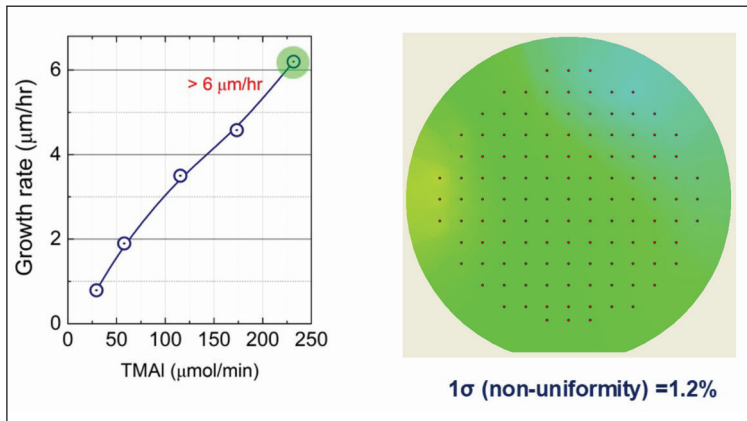 6
4
2
0
Growth rate (μm/hr)
> 6 μm/hr
0 50 100 150 200 250
TMAl (μmol/min)
1σ (non-uniformity) =1.2%